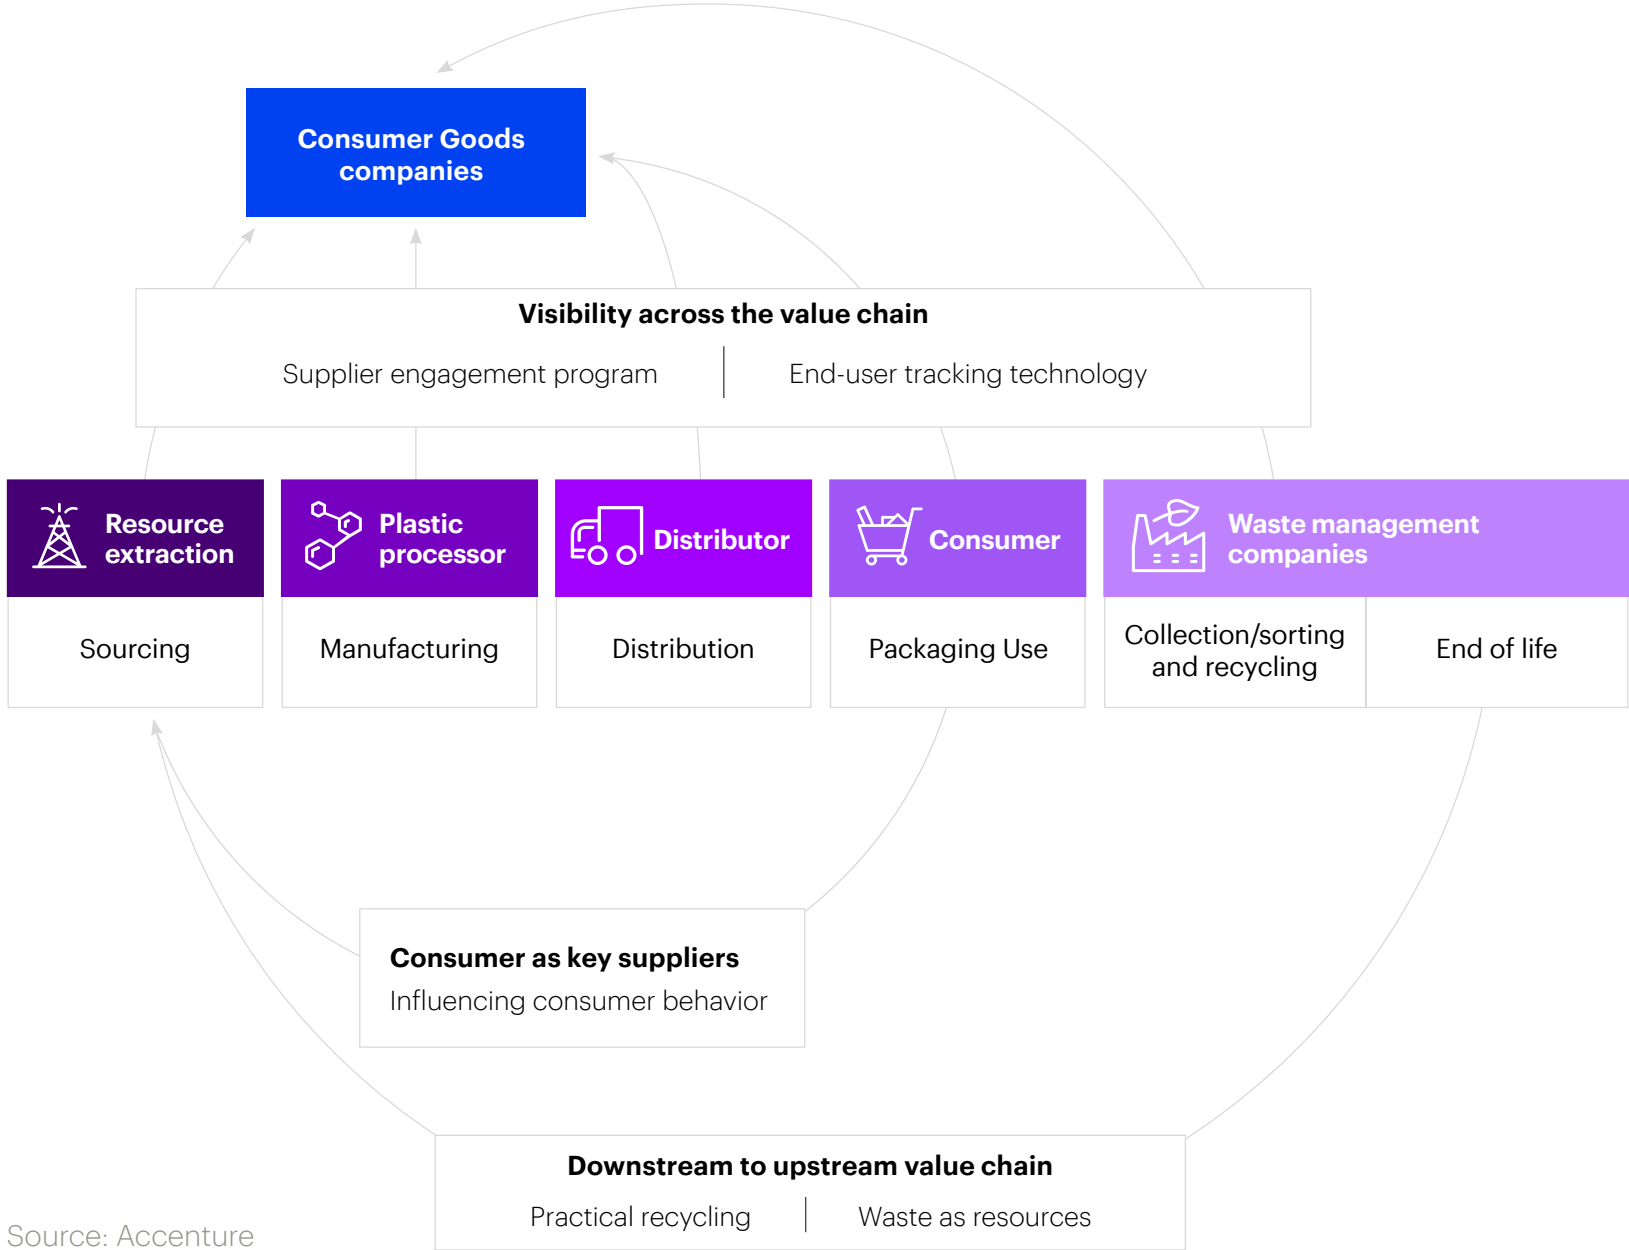 Consumer Goods
companies
Visibility across the value chain
Supplier engagement program
End-user tracking technology
Resource
extraction
Plastic
processor
Distributor
Consumer
Waste management
companies
Sourcing
Manufacturing
Distribution
Packaging Use
Collection/sorting
and recycling
End of life
Consumer as key suppliers
Influencing consumer behavior
Downstream to upstream value chain
Practical recycling
Waste as resources
Source: Accenture